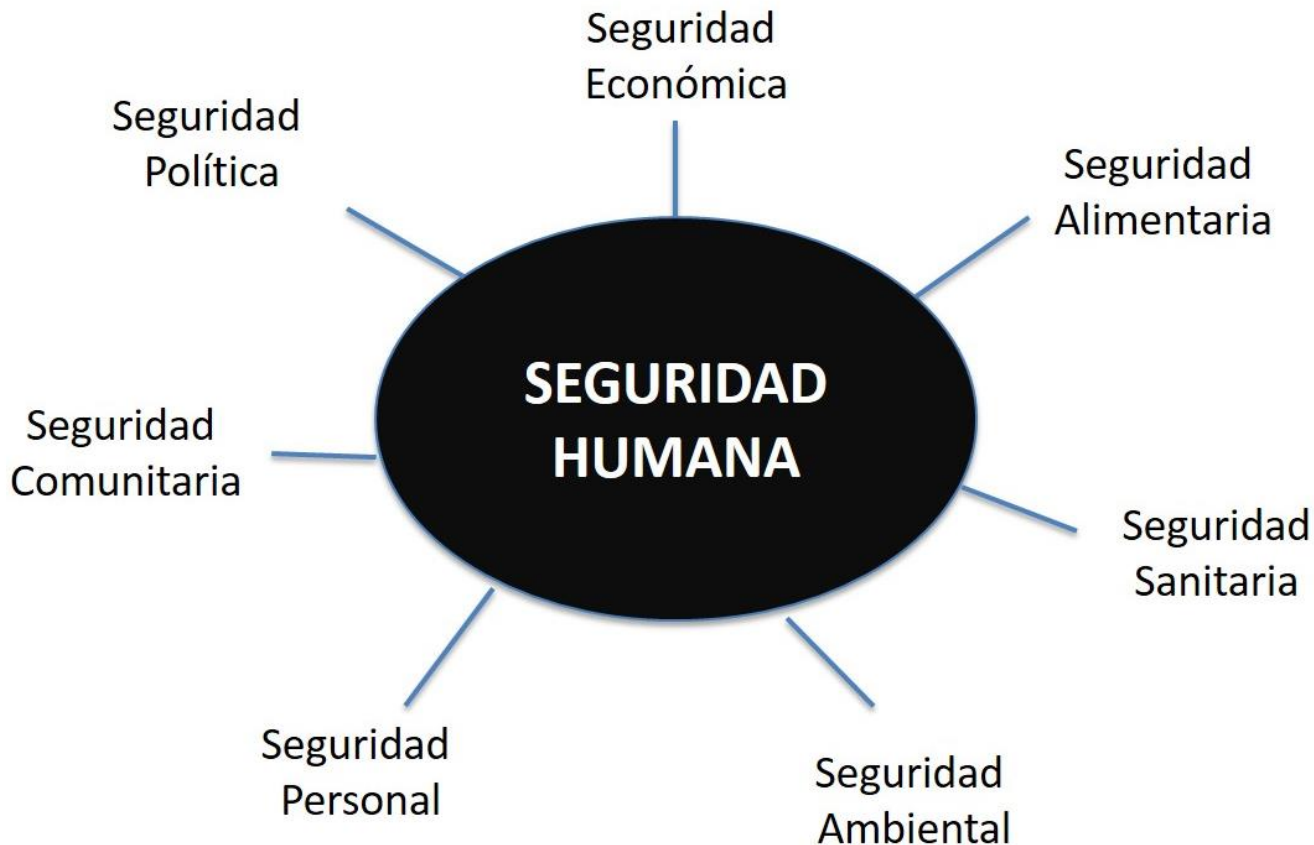 Seguridad
Económica
Seguridad
Alimentaria
Seguridad
Sanitaria
Seguridad
Ambiental
Seguridad
Personal
Seguridad
Comunitaria
Seguridad
Política
SEGURIDAD
HUMANA